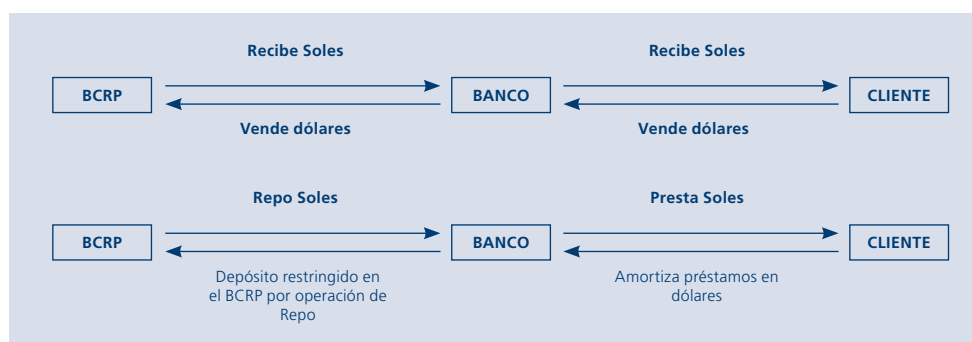 Recibe Soles
Recibe Soles
BCRP
BANCO
CLIENTE
Vende dólares
Vende dólares
Repo Soles
Presta Soles
BCRP
BANCO
CLIENTE
Depósito restringido en
el BCRP por operación de
Repo
Amortiza préstamos en
dólares